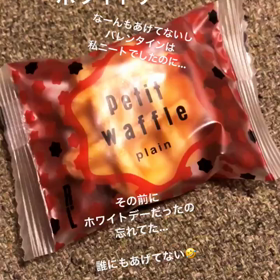 なーんもあげてないし
バレンタインは
私ニートでしたのに...
Petit
waffle
plain
その前に
ホワイトデーだったの
忘れてた...
誰にもあげてない🤣